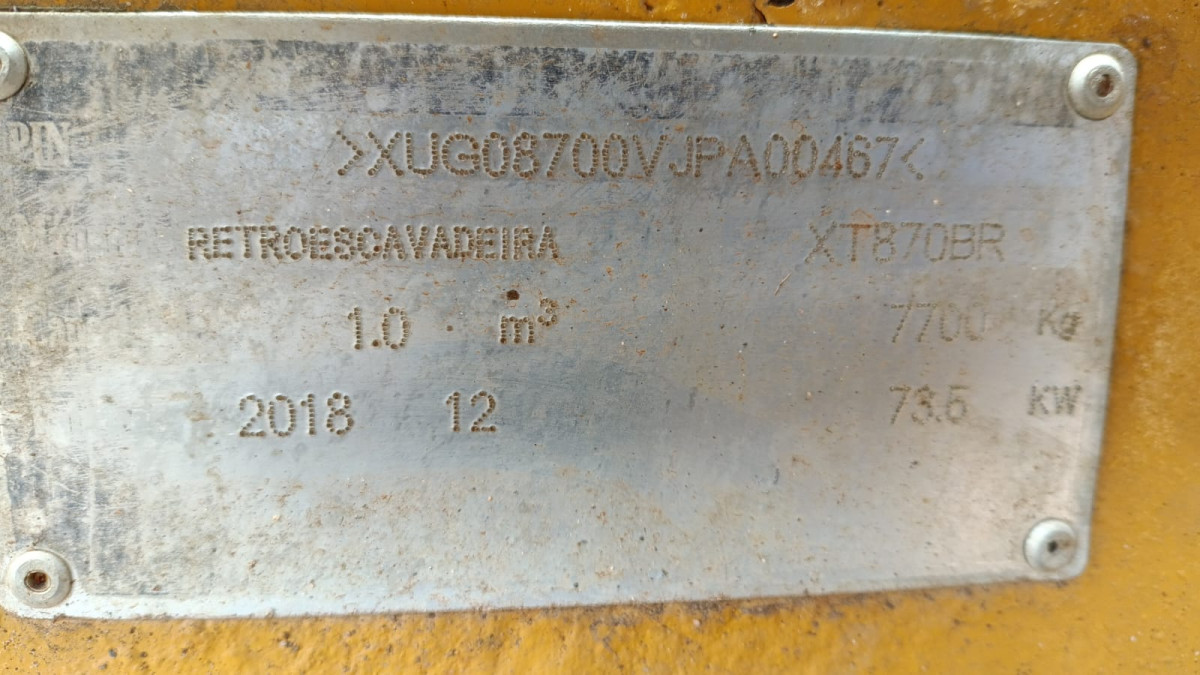 PIN >XUG08700VJPA00467<
RETROESCAVADEIRA XT870BR
1.0 m³ 7700 Kg
2018 12 73.5 KW